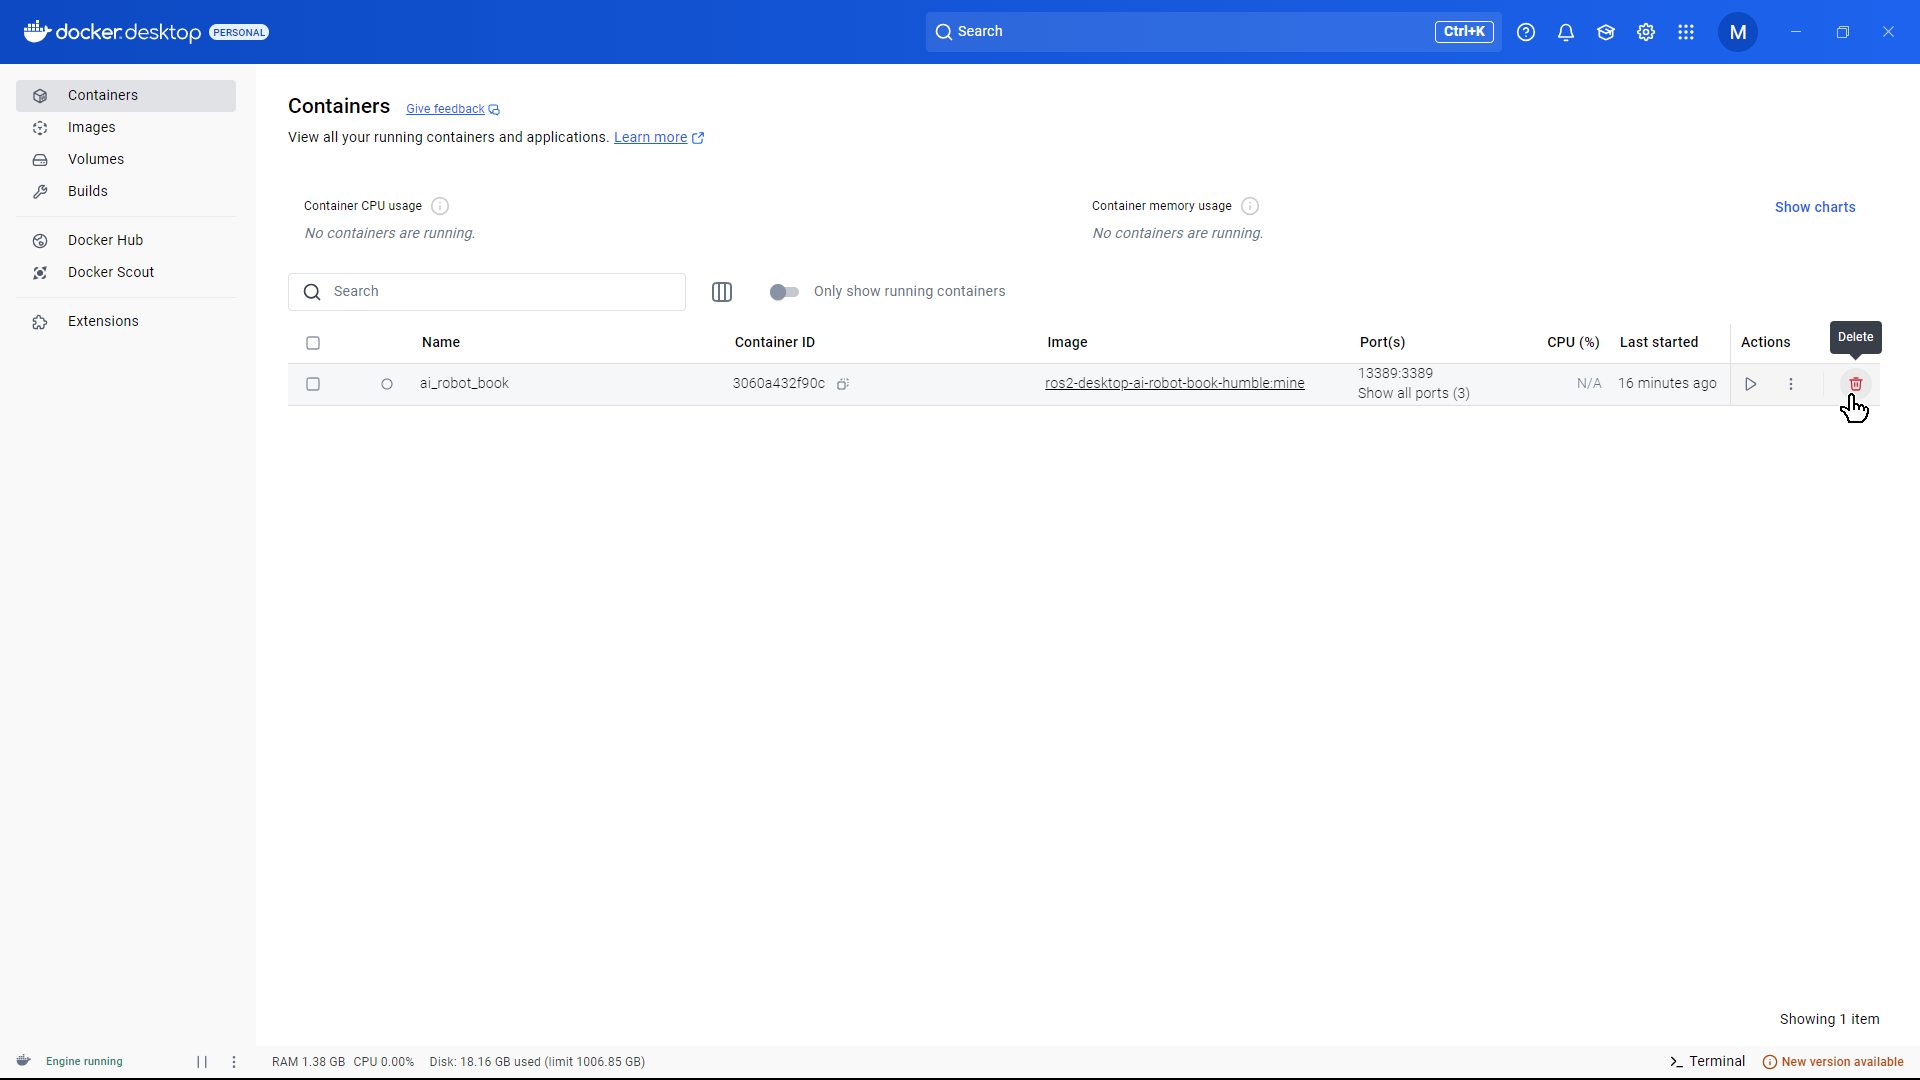 docker.desktop PERSONAL
Search
Ctrl+K
M
Containers
Images
Volumes
Builds
Docker Hub
Docker Scout
Extensions
Containers Give feedback
View all your running containers and applications. Learn more
Container CPU usage
No containers are running.
Container memory usage
No containers are running.
Show charts
Search
Only show running containers
Delete
Name Container ID Image Port(s) CPU (%) Last started Actions
ai_robot_book 3060a432f90c ros2-desktop-ai-robot-book-humble:mine 13389:3389 N/A 16 minutes ago
Show all ports (3)
Showing 1 item
Engine running
RAM 1.38 GB CPU 0.00% Disk: 18.16 GB used (limit 1006.85 GB)
Terminal
New version available